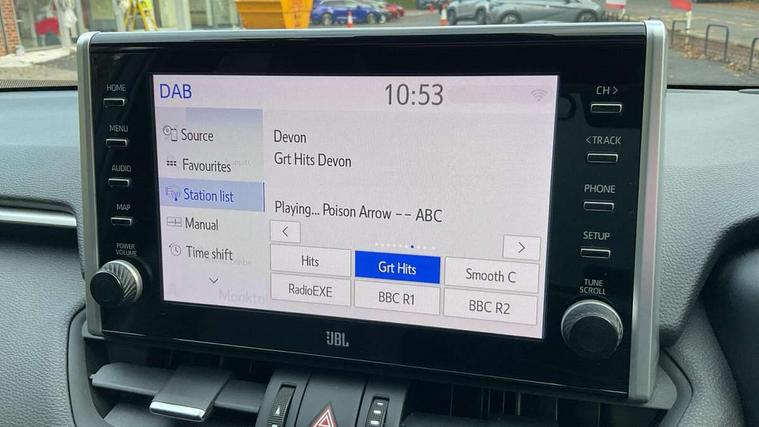 DAB
10:53
HOME
MENU
AUDIO
MAP
POWER
VOLUME
Source
Favourites
Station list
Manual
Time shift
Devon
Grt Hits Devon
Playing... Poison Arrow -- ABC
<
>
Hits
Grt Hits
Smooth C
RadioEXE
BBC R1
BBC R2
CH >
< TRACK
PHONE
SETUP
TUNE
SCROLL
JBL